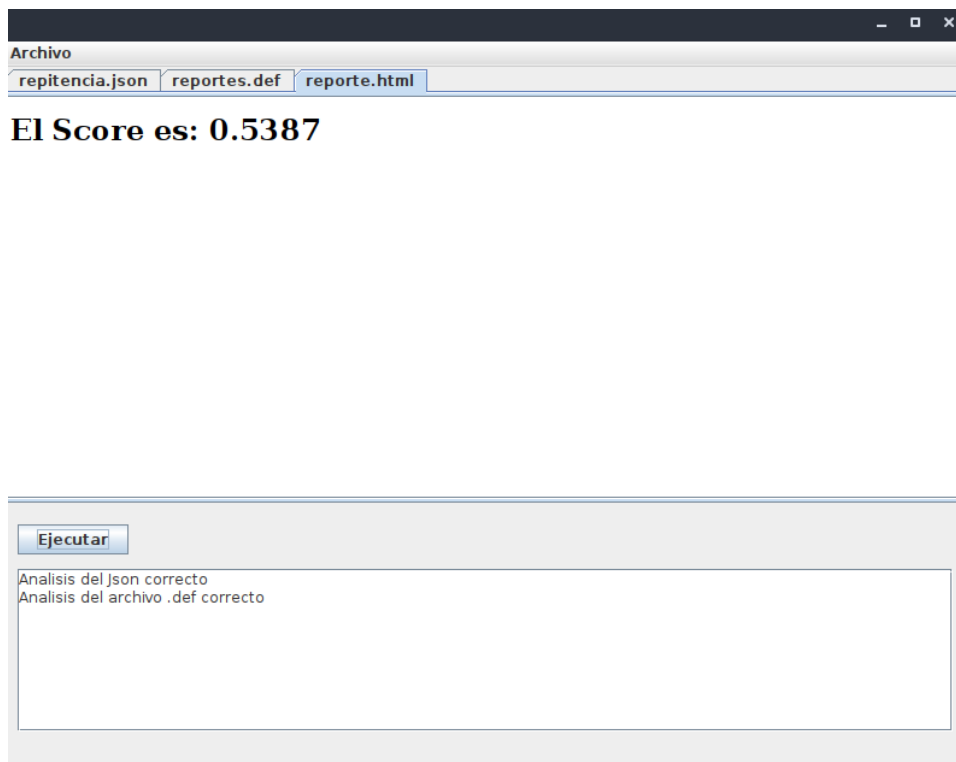 Archivo
repitencia.json reportes.def reporte.html
El Score es: 0.5387
Ejecutar
Analisis del Json correcto
Analisis del archivo .def correcto